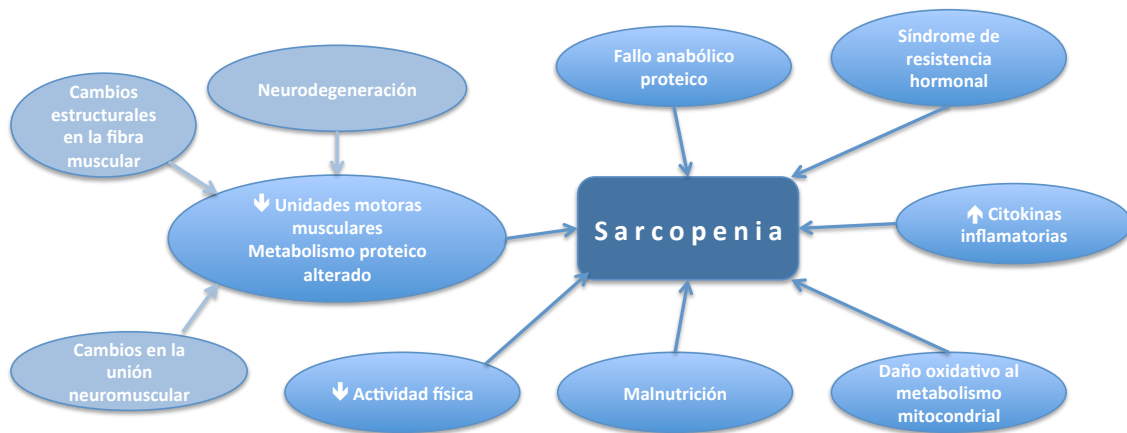 Fallo anabólico
proteico
Síndrome de
resistencia
hormonal
Neurodegeneración
Cambios
estructurales
en la fibra
muscular
🡻 Unidades motoras
musculares
Metabolismo proteico
alterado
Sarcopenia
🡹 Citokinas
inflamatorias
Cambios en la
unión
neuromuscular
🡻 Actividad física
Malnutrición
Daño oxidativo al
metabolismo
mitocondrial